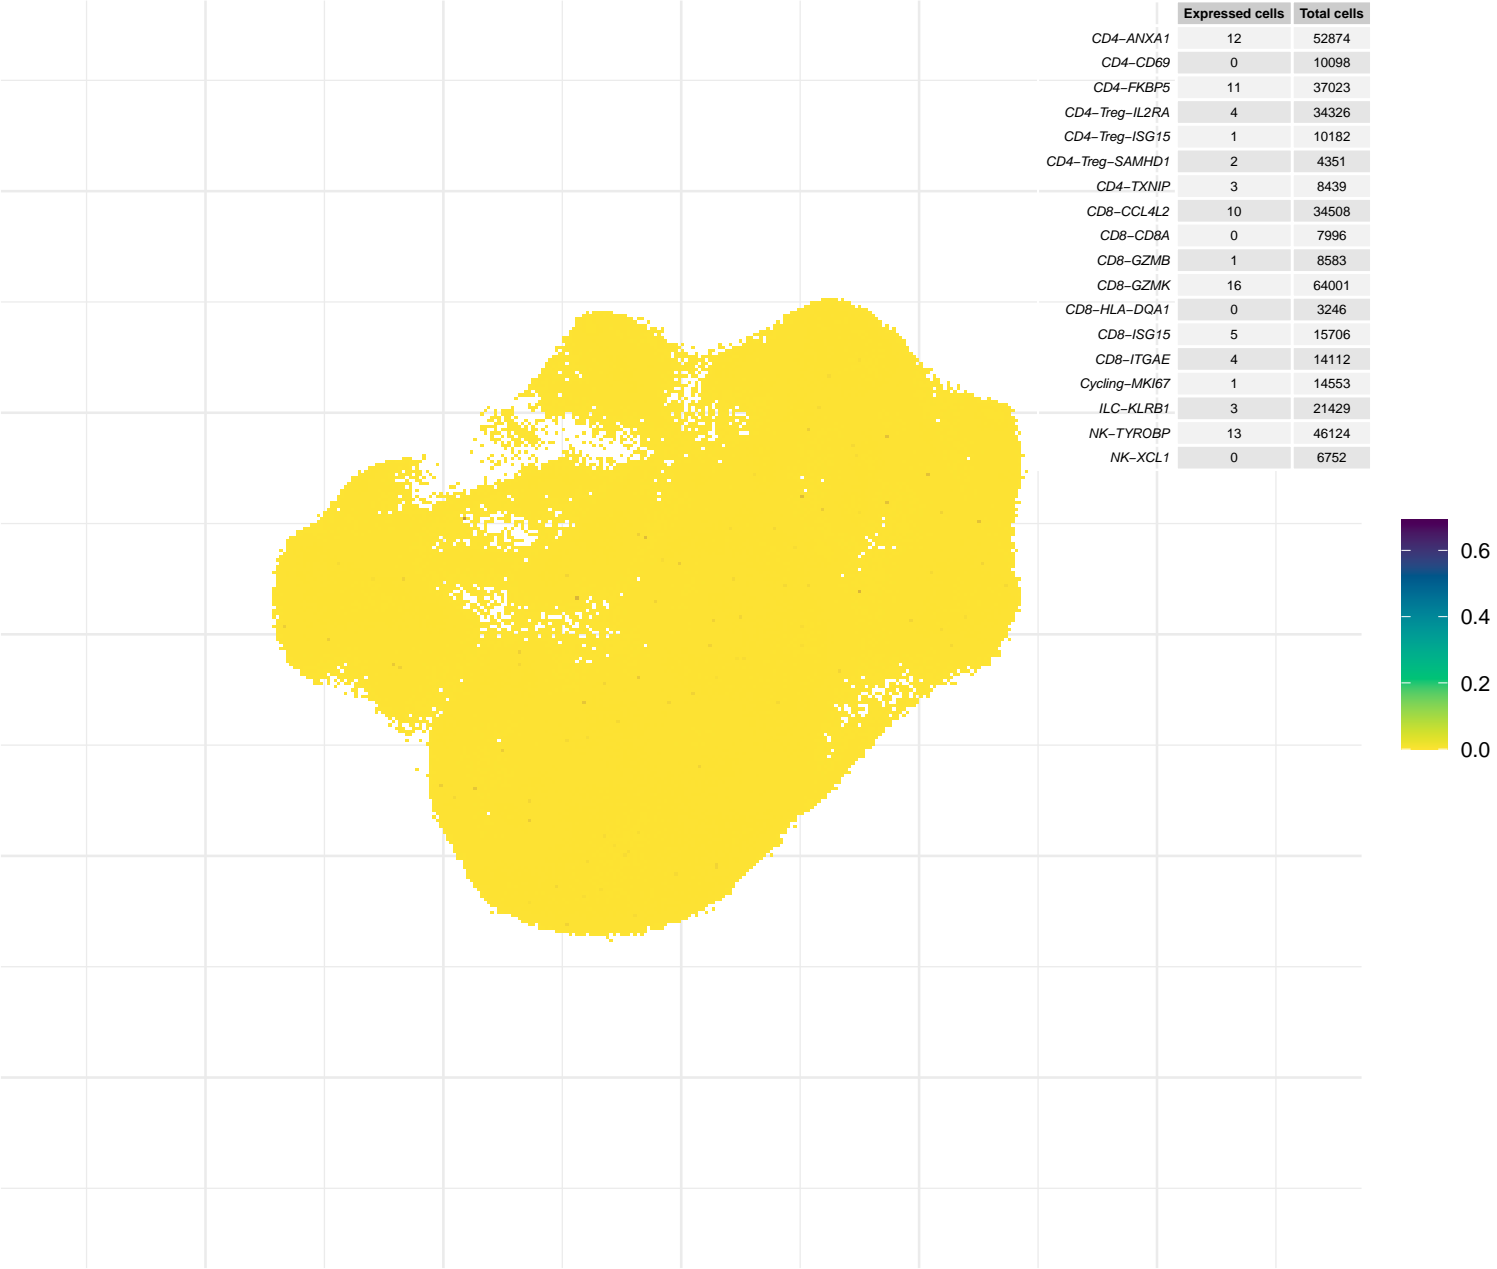 Expressed cells Total cells
CD4−ANXA1 12 52874
CD4−CD69 0 10098
CD4−FKBP5 11 37023
CD4−Treg−IL2RA 4 34326
CD4−Treg−ISG15 1 10182
CD4−Treg−SAMHD1 2 4351
CD4−TXNIP 3 8439
CD8−CCL4L2 10 34508
CD8−CD8A 0 7996
CD8−GZMB 1 8583
CD8−GZMK 16 64001
CD8−HLA−DQA1 0 3246
CD8−ISG15 5 15706
CD8−ITGAE 4 14112
Cycling−MKI67 1 14553
ILC−KLRB1 3 21429
NK−TYROBP 13 46124
NK−XCL1 0 6752
0.6
0.4
0.2
0.0